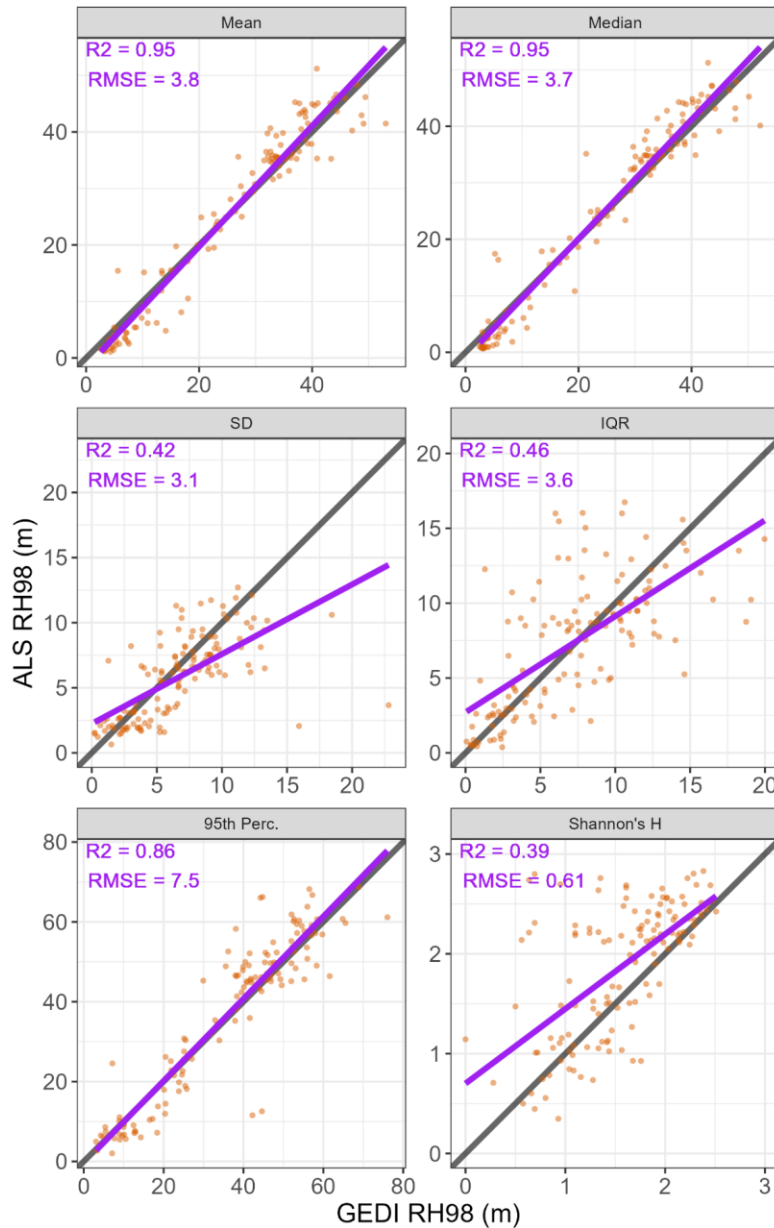 Mean
R2 = 0.95
RMSE = 3.8
40
20
0
0 20 40
Median
R2 = 0.95
RMSE = 3.7
40
20
0
0 20 40
SD
R2 = 0.42
RMSE = 3.1
20
15
10
5
0
0 5 10 15 20
IQR
R2 = 0.46
RMSE = 3.6
20
15
10
5
0
0 5 10 15 20
95th Perc.
R2 = 0.86
RMSE = 7.5
80
60
40
20
0
0 20 40 60 80
Shannon's H
R2 = 0.39
RMSE = 0.61
3
2
1
0
0 1 2 3
ALS RH98 (m)
GEDI RH98 (m)